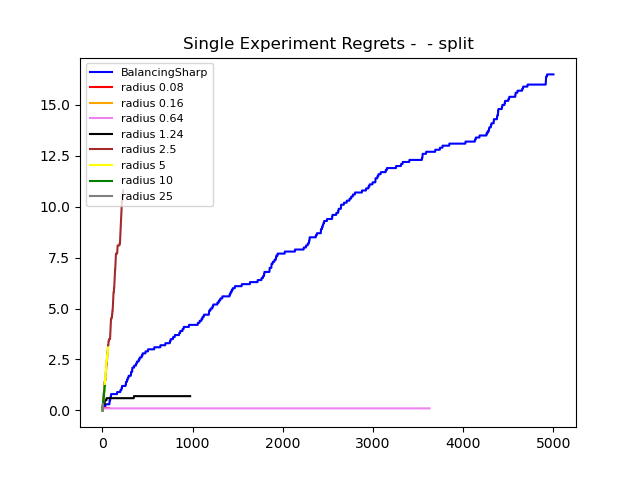 Single Experiment Regrets -  - split
BalancingSharp
radius 0.08
radius 0.16
radius 0.64
radius 1.24
radius 2.5
radius 5
radius 10
radius 25
15.0
12.5
10.0
7.5
5.0
2.5
0.0
0 1000 2000 3000 4000 5000